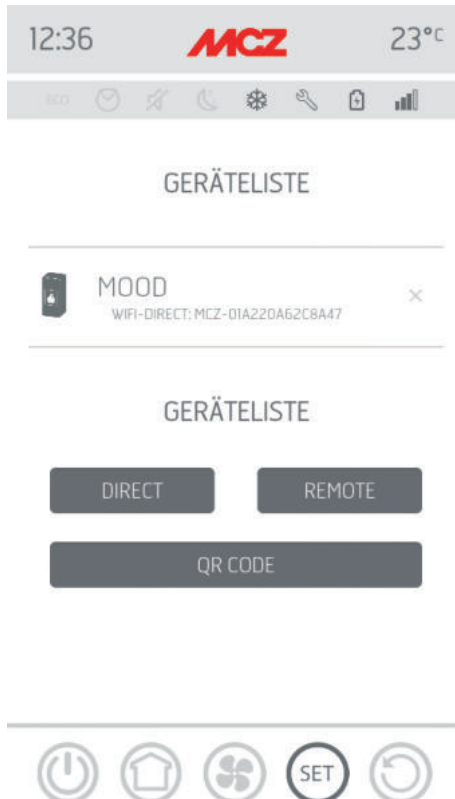 12:36 MCZ 23°C
ECO
GERÄTELISTE
MOOD
WIFI-DIRECT: MCZ-01A220A62C8A47
GERÄTELISTE
DIRECT REMOTE
QR CODE
SET